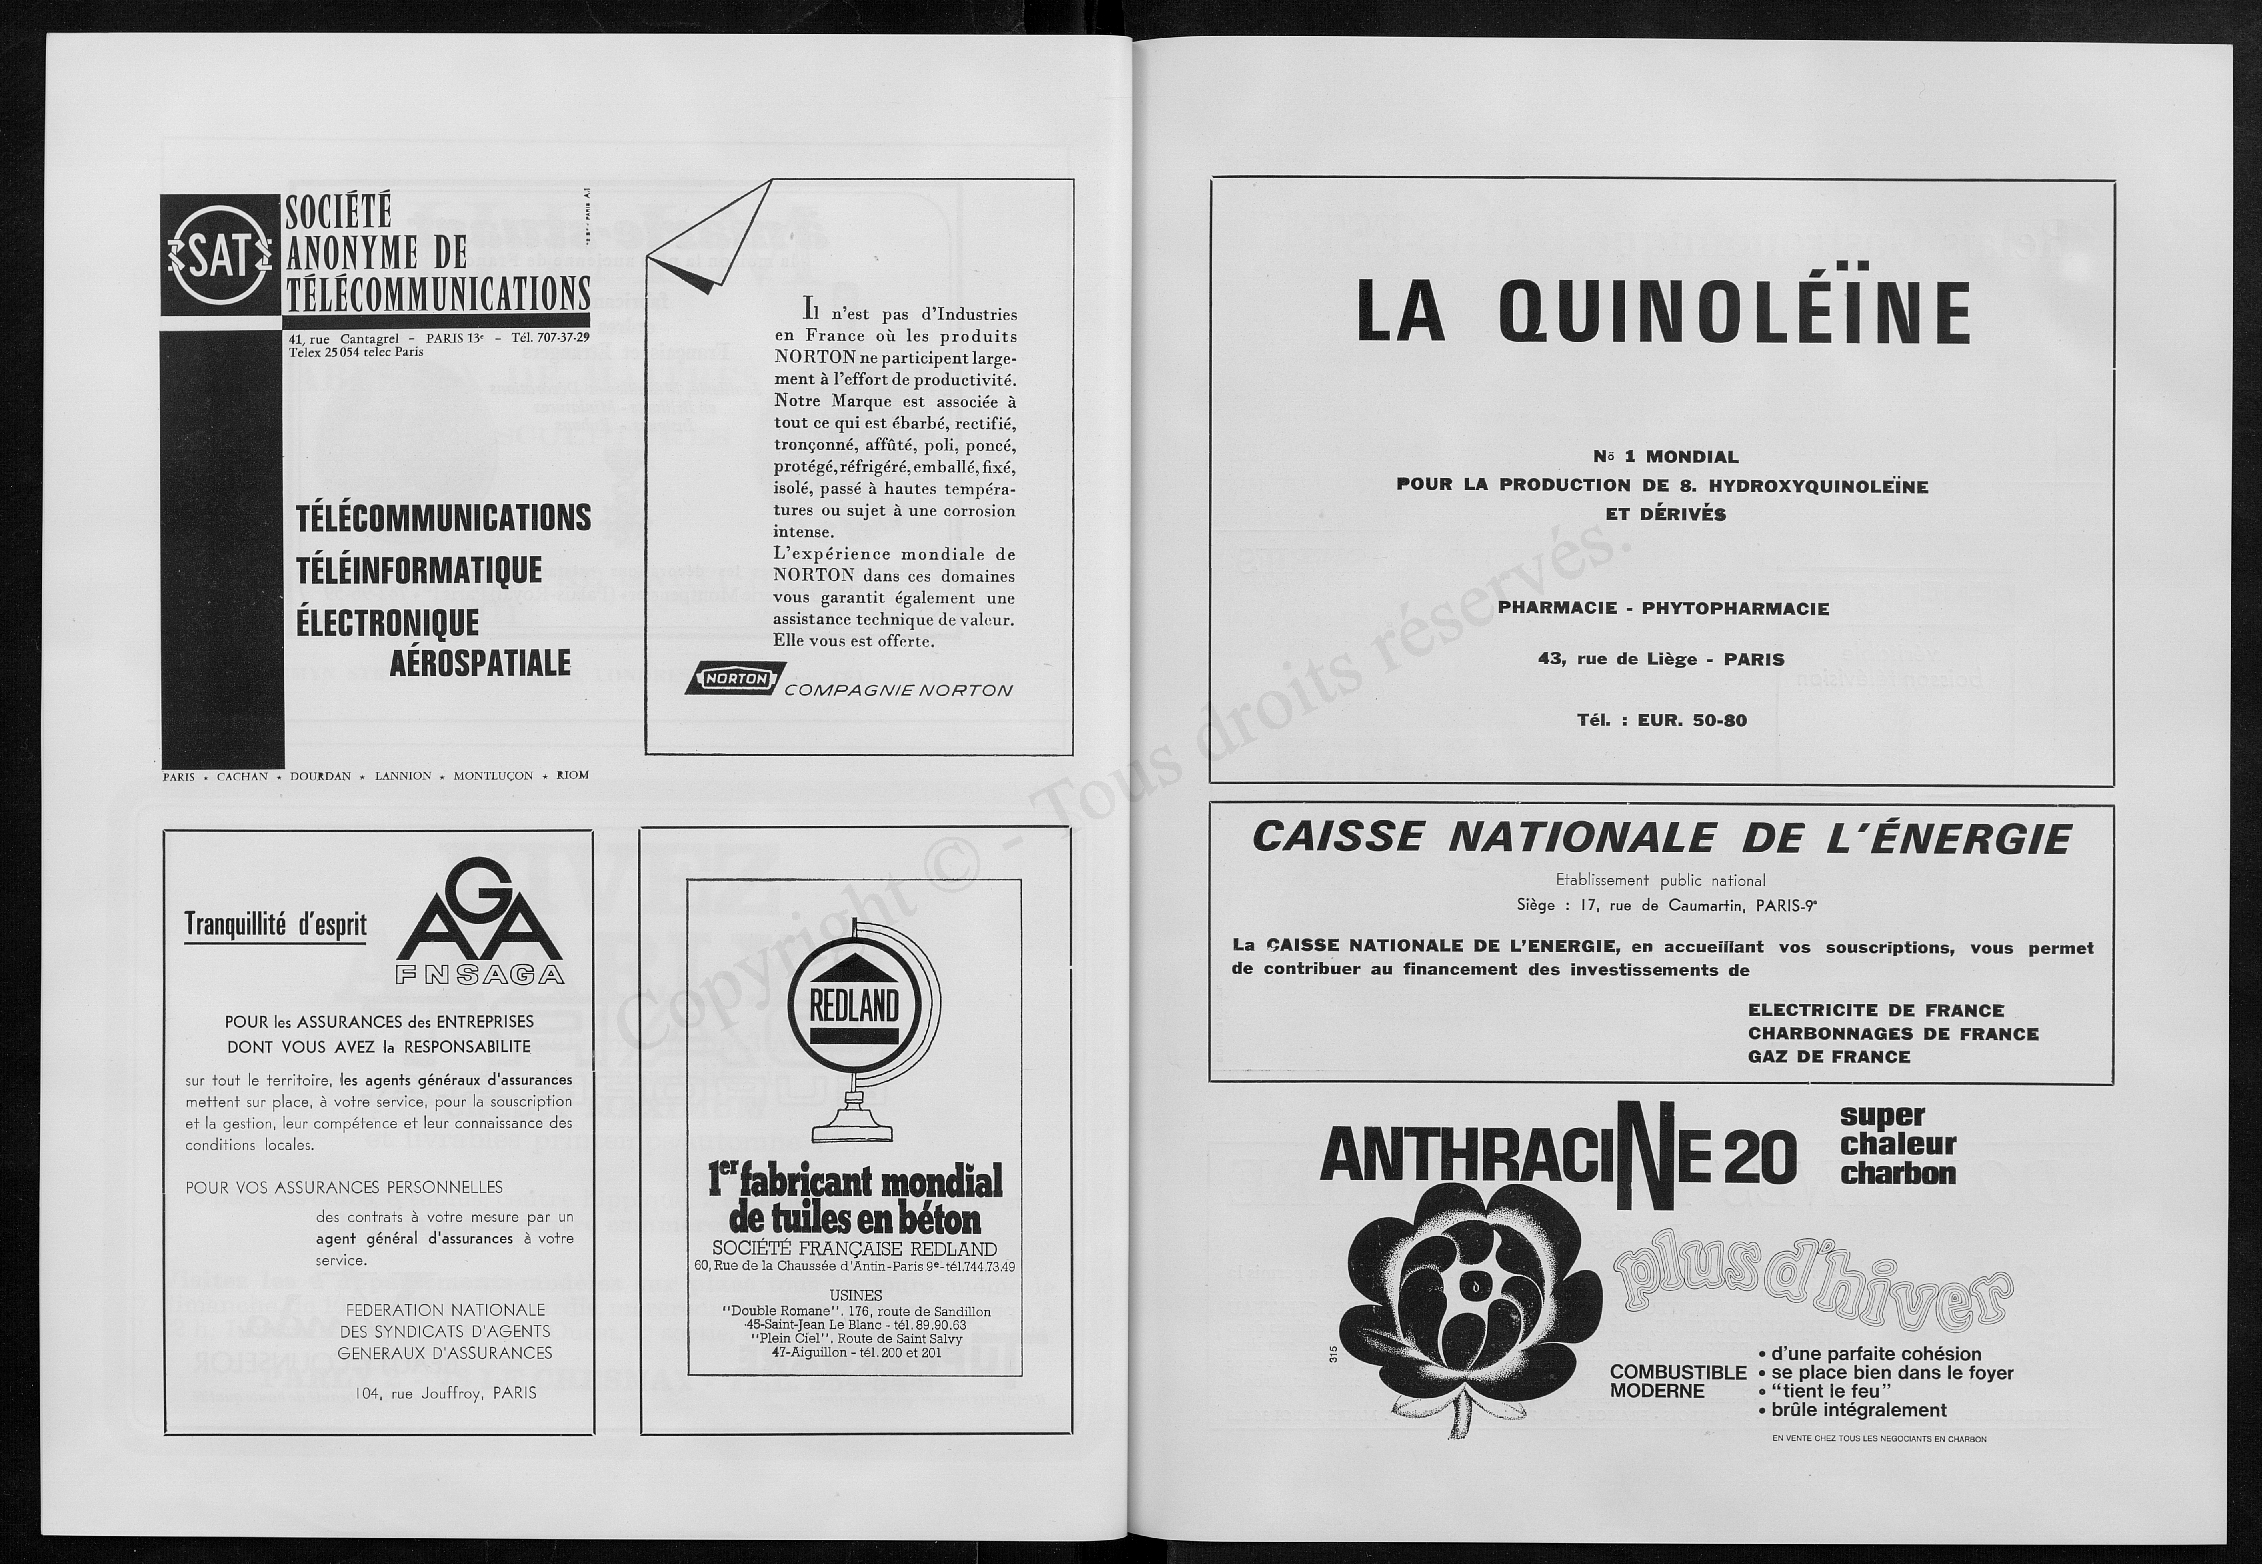 SAT
SOCIÉTÉ
ANONYME DE
TÉLÉCOMMUNICATIONS
41, rue Cantagrel - PARIS 13e - Tél. 707-37-29
Telex 25054 telec Paris
TÉLÉCOMMUNICATIONS
TÉLÉINFORMATIQUE
ÉLECTRONIQUE
AÉROSPATIALE
PARIS ★ CACHAN ★ DOURDAN ★ LANNION ★ MONTLUÇON ★ RIOM
Il n'est pas d'Industries
en France où les produits
NORTON ne participent large-
ment à l'effort de productivité.
Notre Marque est associée à
tout ce qui est ébarbé, rectifié,
tronçonné, affûté, poli, poncé,
protégé, réfrigéré, emballé, fixé,
isolé, passé à hautes tempéra-
tures ou sujet à une corrosion
intense.
L'expérience mondiale de
NORTON dans ces domaines
vous garantit également une
assistance technique de valeur.
Elle vous est offerte.
NORTON COMPAGNIE NORTON
AGA
Tranquillité d'esprit
FNSAGA
POUR les ASSURANCES des ENTREPRISES
DONT VOUS AVEZ la RESPONSABILITE
sur tout le territoire, les agents généraux d'assurances
mettent sur place, à votre service, pour la souscription
et la gestion, leur compétence et leur connaissance des
conditions locales.
POUR VOS ASSURANCES PERSONNELLES
des contrats à votre mesure par un
agent général d'assurances à votre
service.
FEDERATION NATIONALE
DES SYNDICATS D'AGENTS
GENERAUX D'ASSURANCES
104, rue Jouffroy, PARIS
REDLAND
1er fabricant mondial
de tuiles en béton
SOCIÉTÉ FRANÇAISE REDLAND
60, Rue de la Chaussée d'Antin-Paris 9e-tél.744.73.49
USINES
"Double Romane". 176, route de Sandillon
45-Saint-Jean Le Blanc - tél. 89.90.63
"Plein Ciel". Route de Saint Salvy
47-Aiguillon - tél. 200 et 201
LA QUINOLÉÏNE
Nō 1 MONDIAL
POUR LA PRODUCTION DE 8. HYDROXYQUINOLEÏNE
ET DÉRIVÉS
PHARMACIE - PHYTOPHARMACIE
43, rue de Liège - PARIS
Tél. : EUR. 50-80
CAISSE NATIONALE DE L'ÉNERGIE
Etablissement public national
Siège : 17, rue de Caumartin, PARIS-9e
La CAISSE NATIONALE DE L'ENERGIE, en accueillant vos souscriptions, vous permet
de contribuer au financement des investissements de
ELECTRICITE DE FRANCE
CHARBONNAGES DE FRANCE
GAZ DE FRANCE
ANTHRACINE 20
super
chaleur
charbon
plus d'hiver
315
COMBUSTIBLE
MODERNE
• d'une parfaite cohésion
• se place bien dans le foyer
• "tient le feu"
• brûle intégralement
EN VENTE CHEZ TOUS LES NEGOCIANTS EN CHARBON
Copyright © - Tous droits réservés.